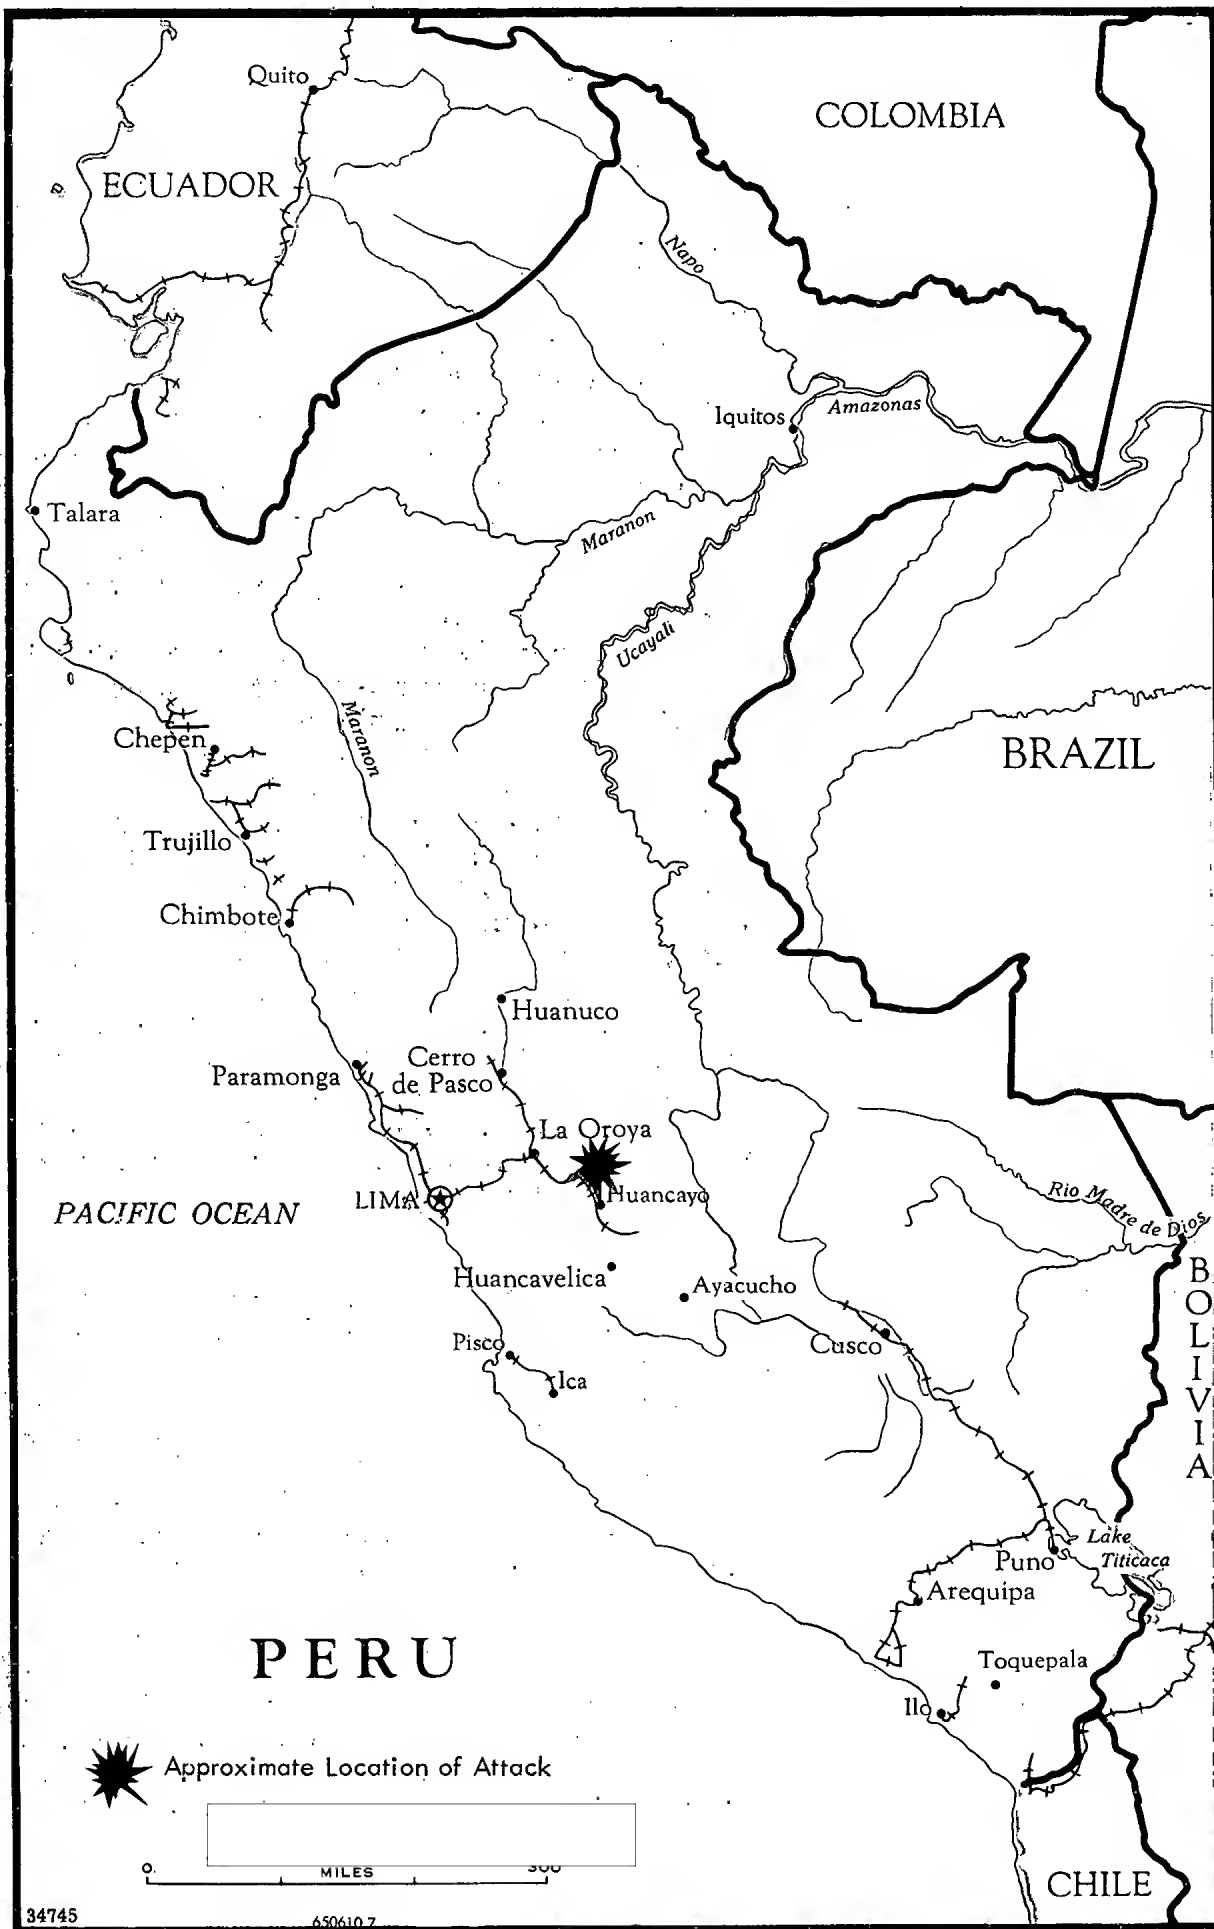 COLOMBIA
Quito
ECUADOR
Napo
Iquitos
Amazonas
Talara
Maranon
Ucayali
Maranon
Chepen
BRAZIL
Trujillo
Chimbote
Huanuco
Cerro
de Pasco
Paramonga
La Oroya
LIMA
Huancayo
Rio Madre de Dios
PACIFIC OCEAN
BOLIVIA
Huancavelica
Ayacucho
Pisco
Cusco
Ica
Lake
Titicaca
Puno
Arequipa
PERU
Toquepala
Ilo
Approximate Location of Attack
0
MILES
300
CHILE
34745
650610 7